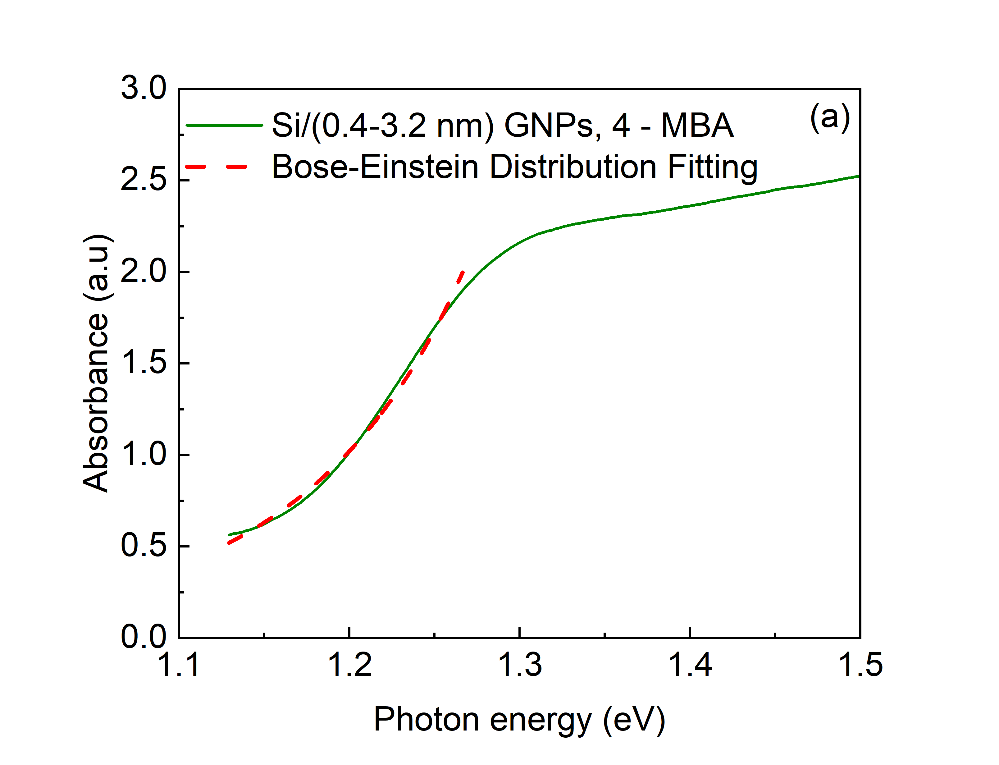 (a)
Si/(0.4-3.2 nm) GNPs, 4 - MBA
Bose-Einstein Distribution Fitting
Absorbance (a.u)
3.0
2.5
2.0
1.5
1.0
0.5
0.0
1.1 1.2 1.3 1.4 1.5
Photon energy (eV)